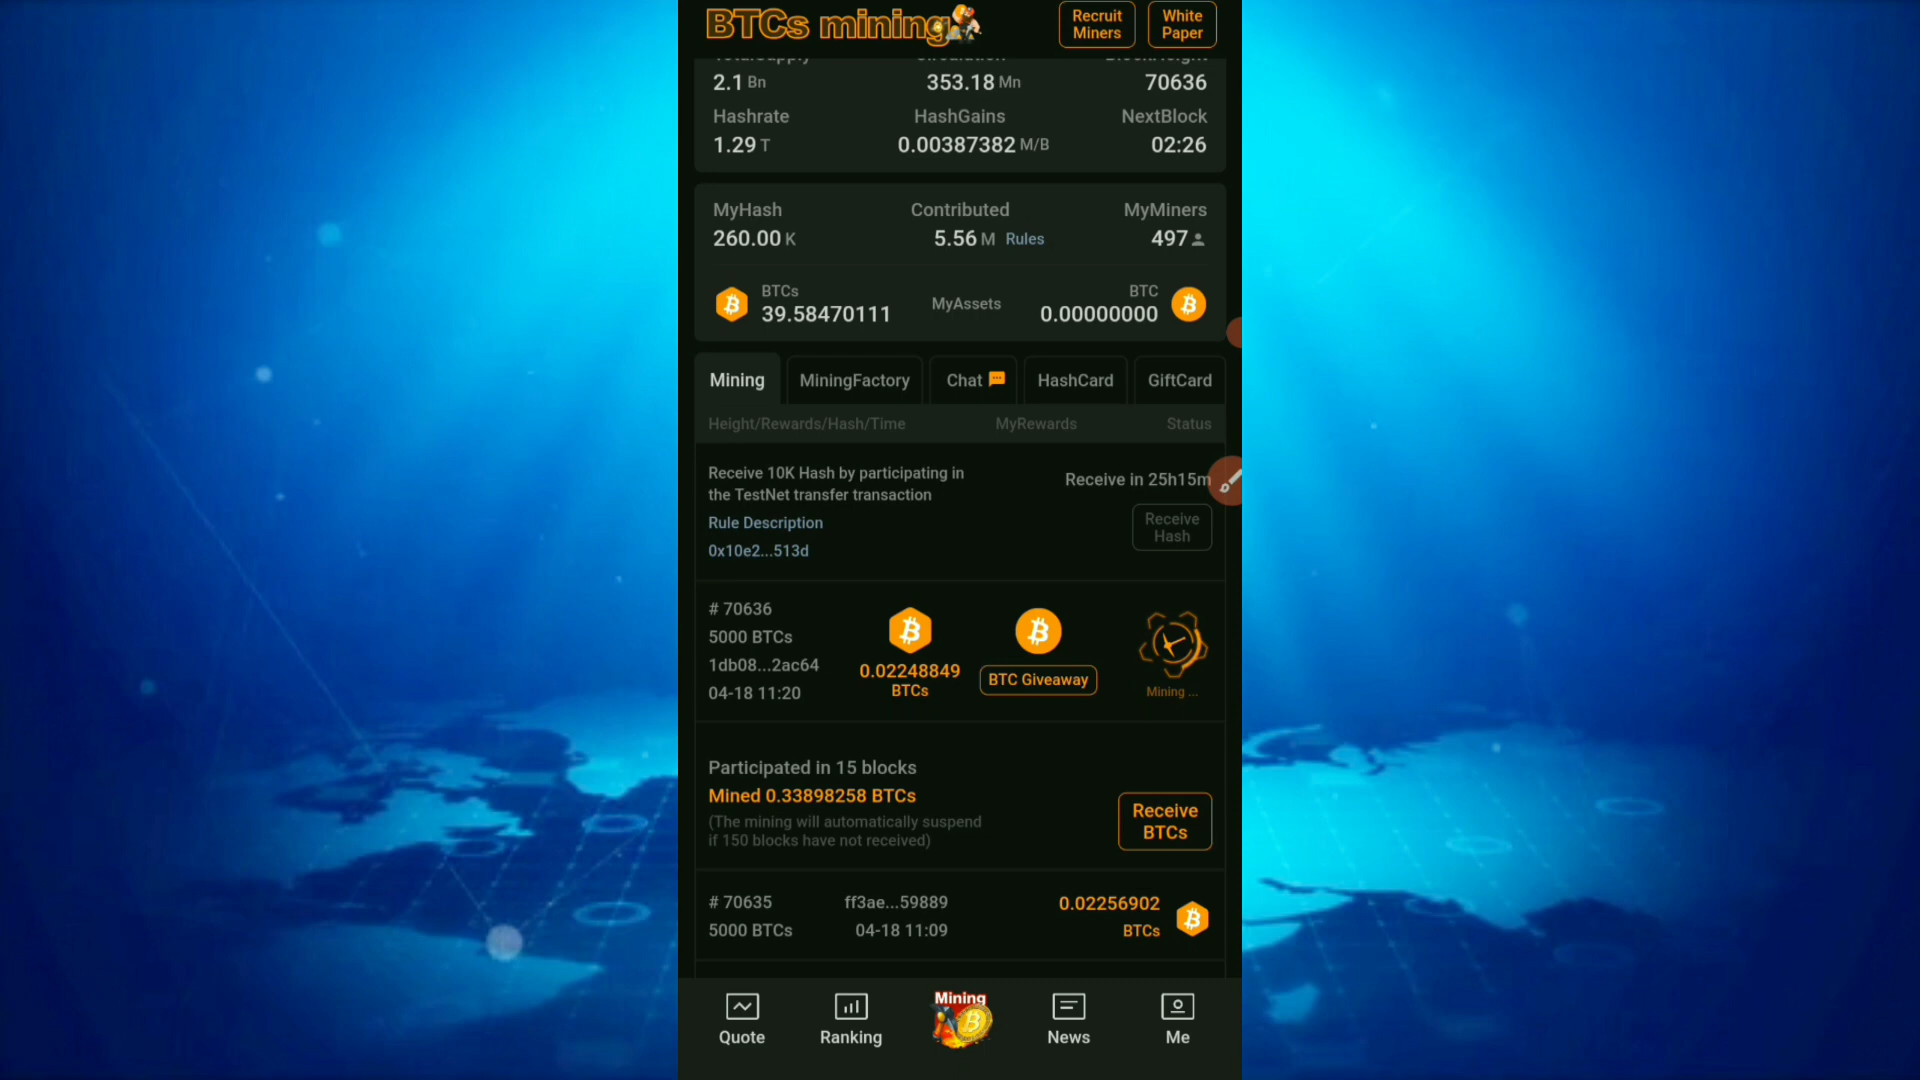 BTCs mining
Recruit Miners
White Paper
TotalSupply Circulation BlockHeight
2.1 Bn 353.18 Mn 70636
Hashrate HashGains NextBlock
1.29 T 0.00387382 M/B 02:26
MyHash Contributed MyMiners
260.00 K 5.56 M Rules 497
BTCs MyAssets BTC
39.58470111 0.00000000
Mining MiningFactory Chat HashCard GiftCard
Height/Rewards/Hash/Time MyRewards Status
Receive 10K Hash by participating in
the TestNet transfer transaction
Receive in 25h15m
Rule Description
0x10e2...513d
Receive
Hash
# 70636
5000 BTCs
1db08...2ac64
04-18 11:20
0.02248849
BTCs
BTC Giveaway
Mining ...
Participated in 15 blocks
Mined 0.33898258 BTCs
(The mining will automatically suspend
if 150 blocks have not received)
Receive
BTCs
# 70635 ff3ae...59889 0.02256902
5000 BTCs 04-18 11:09 BTCs
Mining
Quote Ranking News Me